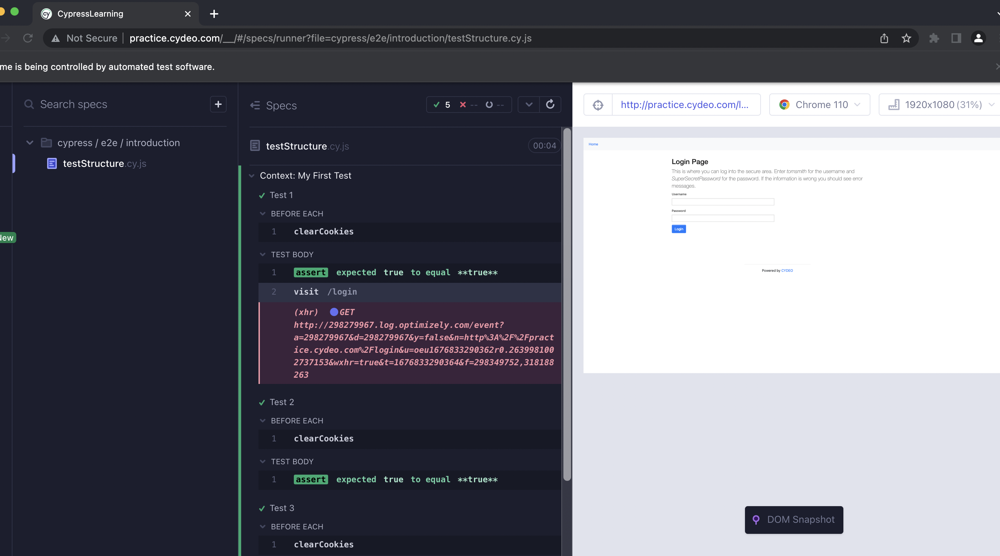 CypressLearning
Not Secure practice.cydeo.com/__/#/specs/runner?file=cypress/e2e/introduction/testStructure.cy.js
me is being controlled by automated test software.
Search specs
cypress / e2e / introduction
testStructure.cy.js
New
Specs
5 -- --
testStructure.cy.js 00:04
Context: My First Test
Test 1
BEFORE EACH
1 clearCookies
TEST BODY
1 assert expected true to equal **true**
2 visit /login
(xhr) GET
http://298279967.log.optimizely.com/event?
a=298279967&d=298279967&y=false&n=http%3A%2F%2Fpract
ice.cydeo.com%2Flogin&u=oeu1676833290362r0.263998100
2737153&wxhr=true&t=1676833290364&f=298349752,318188
263
Test 2
BEFORE EACH
1 clearCookies
TEST BODY
1 assert expected true to equal **true**
Test 3
BEFORE EACH
1 clearCookies
http://practice.cydeo.com/l...
Chrome 110
1920x1080 (31%)
Home
Login Page
This is where you can log into the secure area. Enter tomsmith for the username and
SuperSecretPassword for the password. If the information is wrong you should see error
messages.
Username
Password
Login
Powered by CYDEO
DOM Snapshot